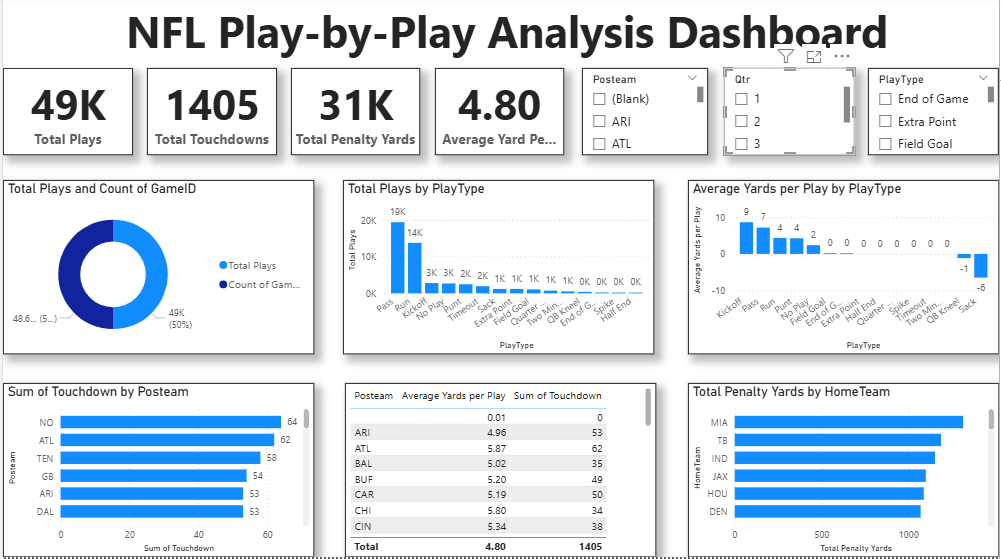 NFL Play-by-Play Analysis Dashboard
49K
Total Plays
1405
Total Touchdowns
31K
Total Penalty Yards
4.80
Average Yard Pe...
Posteam
(Blank)
ARI
ATL
Qtr
1
2
3
PlayType
End of Game
Extra Point
Field Goal
Total Plays and Count of GameID
48.6... (5...)
49K
(50%)
Total Plays
Count of Gam...
Total Plays by PlayType
Total Plays
20K
10K
0K
19K 14K 3K 3K 3K 2K 2K 1K 1K 1K 1K 1K 0K 0K 0K 0K
Pass Run Kickoff No Play Punt Timeout Sack Extra Point Field Goal Quarter ... Two Min... QB Kneel End of G... Spike Half End
PlayType
Average Yards per Play by PlayType
Average Yards per Play
10
0
-10
9 7 4 4 2 0 0 0 0 0 0 0 0 -1 -6
Kickoff Pass Run Punt No Play Field Goal End of G... Extra Point Half End Quarter ... Spike Timeout Two Min... QB Kneel Sack
PlayType
Sum of Touchdown by Posteam
Posteam
NO 64
ATL 62
TEN 58
GB 54
ARI 53
DAL 53
0 20 40 60
Sum of Touchdown
Posteam Average Yards per Play Sum of Touchdown
0.01 0
ARI 4.96 53
ATL 5.87 62
BAL 5.02 35
BUF 5.20 49
CAR 5.19 50
CHI 5.80 34
CIN 5.34 38
Total 4.80 1405
Total Penalty Yards by HomeTeam
HomeTeam
MIA
TB
IND
JAX
HOU
DEN
0 500 1000
Total Penalty Yards